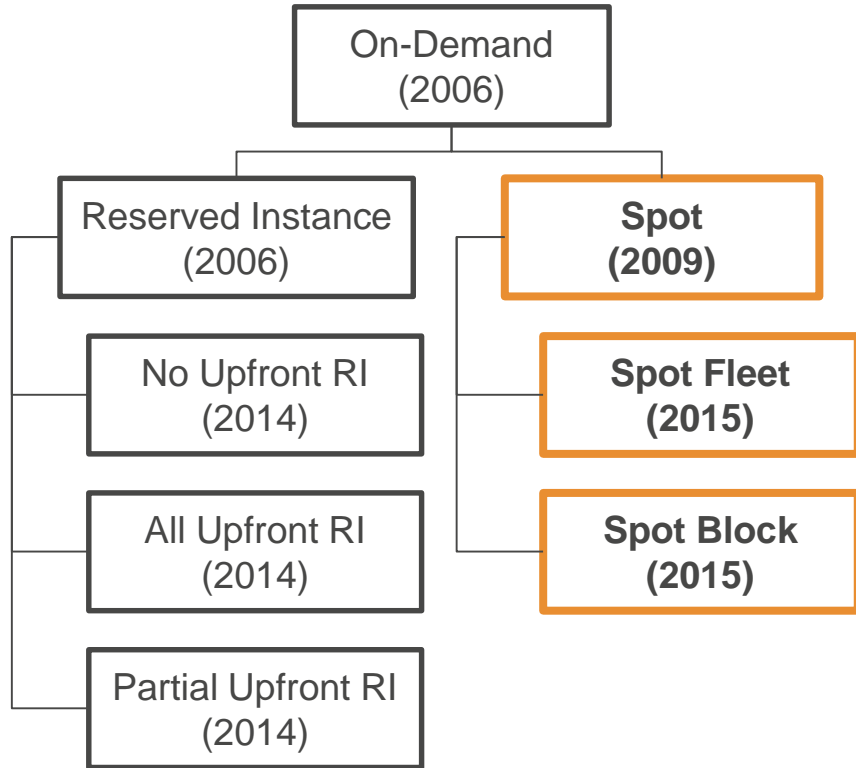 On-Demand
(2006)
Reserved Instance
(2006)
Spot
(2009)
No Upfront RI
(2014)
Spot Fleet
(2015)
All Upfront RI
(2014)
Spot Block
(2015)
Partial Upfront RI
(2014)